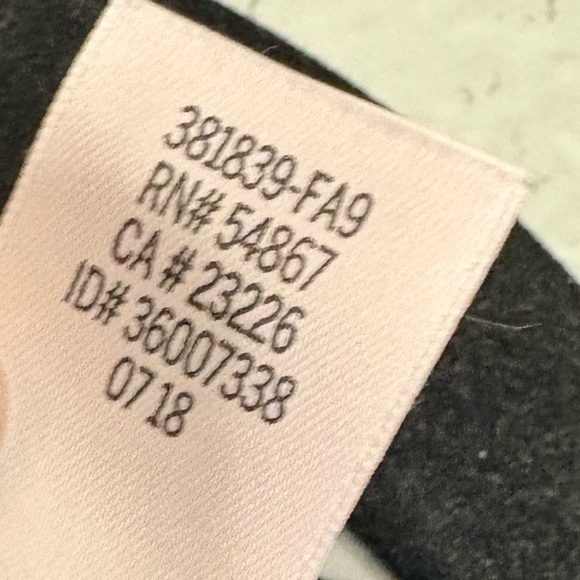 381839-FA9
RN# 54867
CA # 23226
ID# 36007338
07 18